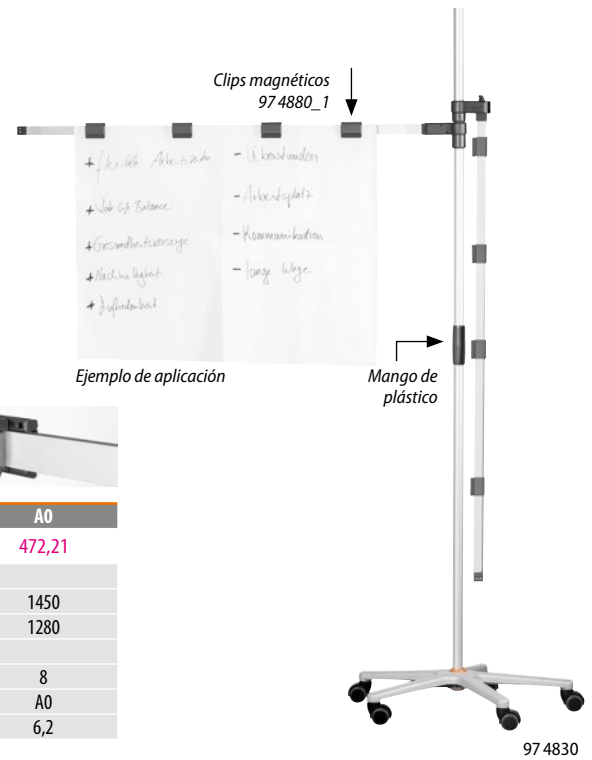 Clips magnéticos
97 4880_1
+ flexible Arbeitszeiten
+ Work-Life Balance
+ Gesundheitsvorsorge
+ Nachhaltigkeit
+ Zufriedenheit
- Überstunden
- Arbeitsplatz
- Kommunikation
- lange Wege
Ejemplo de aplicación
Mango de
plástico
A0
472,21
1450
1280
8
A0
6,2
97 4830